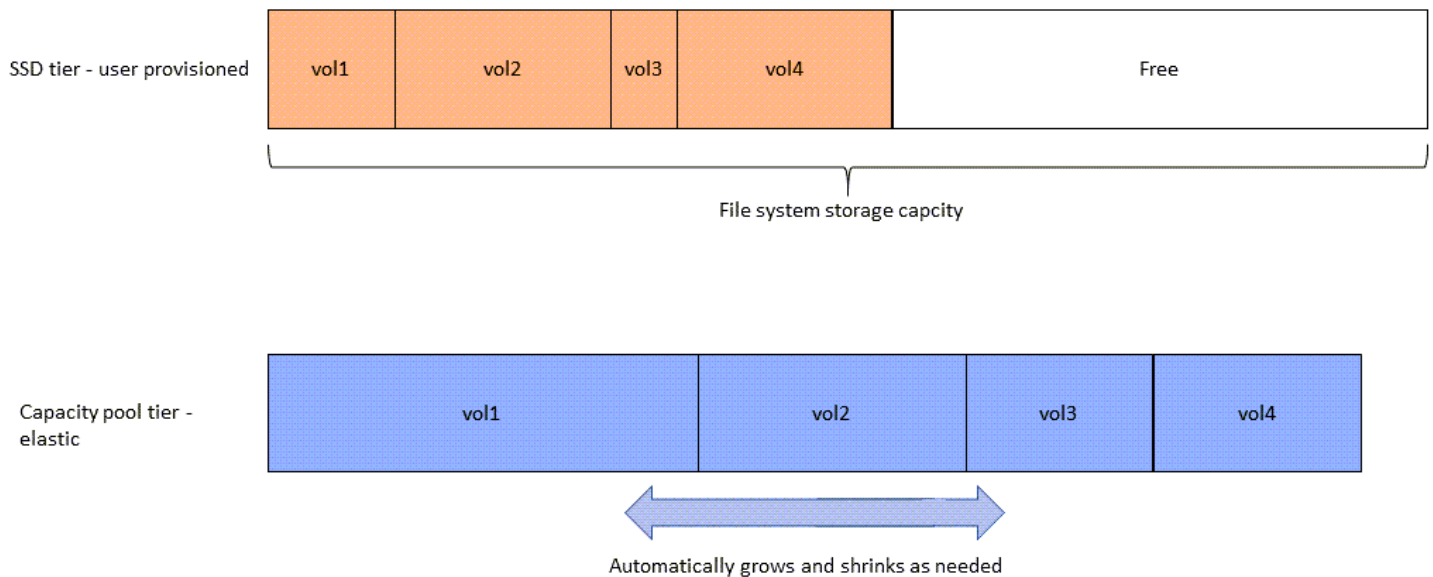 SSD tier - user provisioned
vol1
vol2
vol3
vol4
Free
File system storage capcity
Capacity pool tier -
elastic
vol1
vol2
vol3
vol4
Automatically grows and shrinks as needed